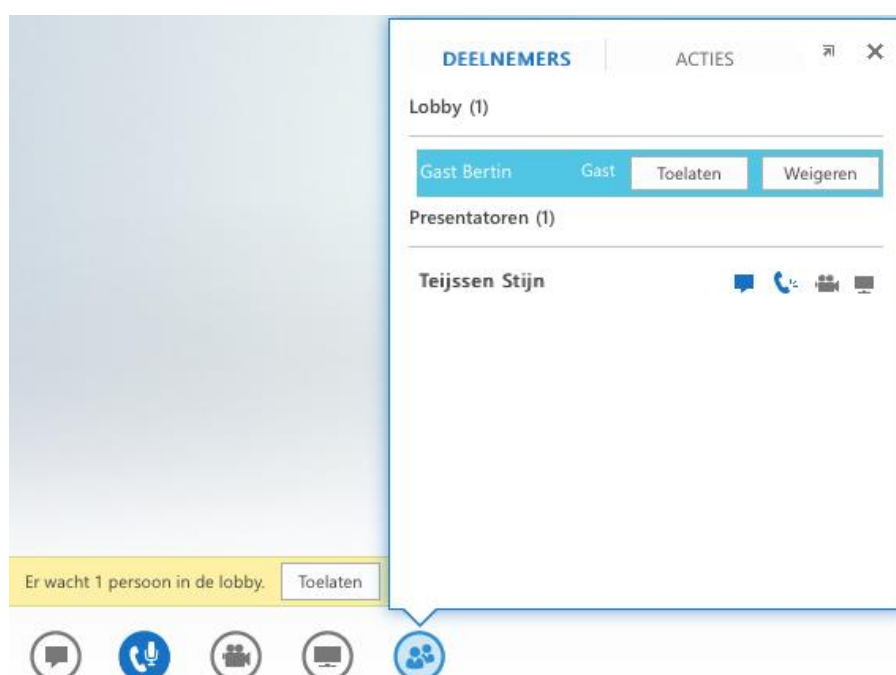 DEELNEMERS ACTIES
Lobby (1)
Gast Bertin Gast Toelaten Weigeren
Presentatoren (1)
Teijssen Stijn
Er wacht 1 persoon in de lobby. Toelaten